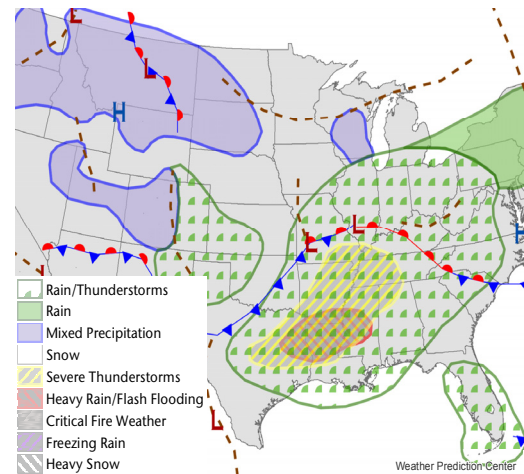 L
L
H
L
L
H
L
Rain/Thunderstorms
Rain
Mixed Precipitation
Snow
Severe Thunderstorms
Heavy Rain/Flash Flooding
Critical Fire Weather
Freezing Rain
Heavy Snow
Weather Prediction Center